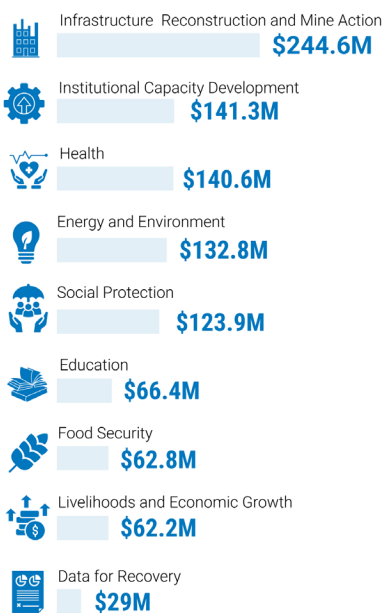 Infrastructure Reconstruction and Mine Action
$244.6M
Institutional Capacity Development
$141.3M
Health
$140.6M
Energy and Environment
$132.8M
Social Protection
$123.9M
Education
$66.4M
Food Security
$62.8M
Livelihoods and Economic Growth
$62.2M
Data for Recovery
$29M